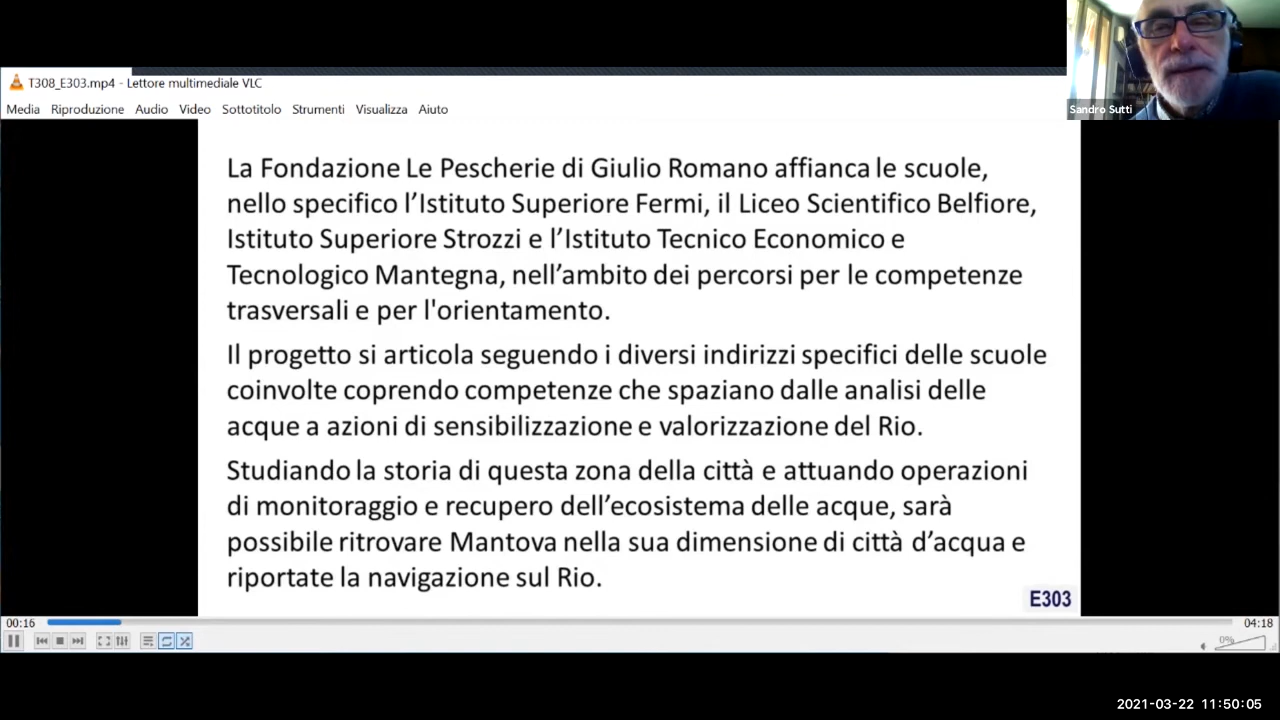 T308_E303.mp4 - Lettore multimediale VLC
Media Riproduzione Audio Video Sottotitolo Strumenti Visualizza Aiuto
Sandro Sutti
La Fondazione Le Pescherie di Giulio Romano affianca le scuole,
nello specifico l’Istituto Superiore Fermi, il Liceo Scientifico Belfiore,
Istituto Superiore Strozzi e l’Istituto Tecnico Economico e
Tecnologico Mantegna, nell’ambito dei percorsi per le competenze
trasversali e per l'orientamento.
Il progetto si articola seguendo i diversi indirizzi specifici delle scuole
coinvolte coprendo competenze che spaziano dalle analisi delle
acque a azioni di sensibilizzazione e valorizzazione del Rio.
Studiando la storia di questa zona della città e attuando operazioni
di monitoraggio e recupero dell’ecosistema delle acque, sarà
possibile ritrovare Mantova nella sua dimensione di città d’acqua e
riportate la navigazione sul Rio.
E303
00:16 04:18
0%
2021-03-22 11:50:05